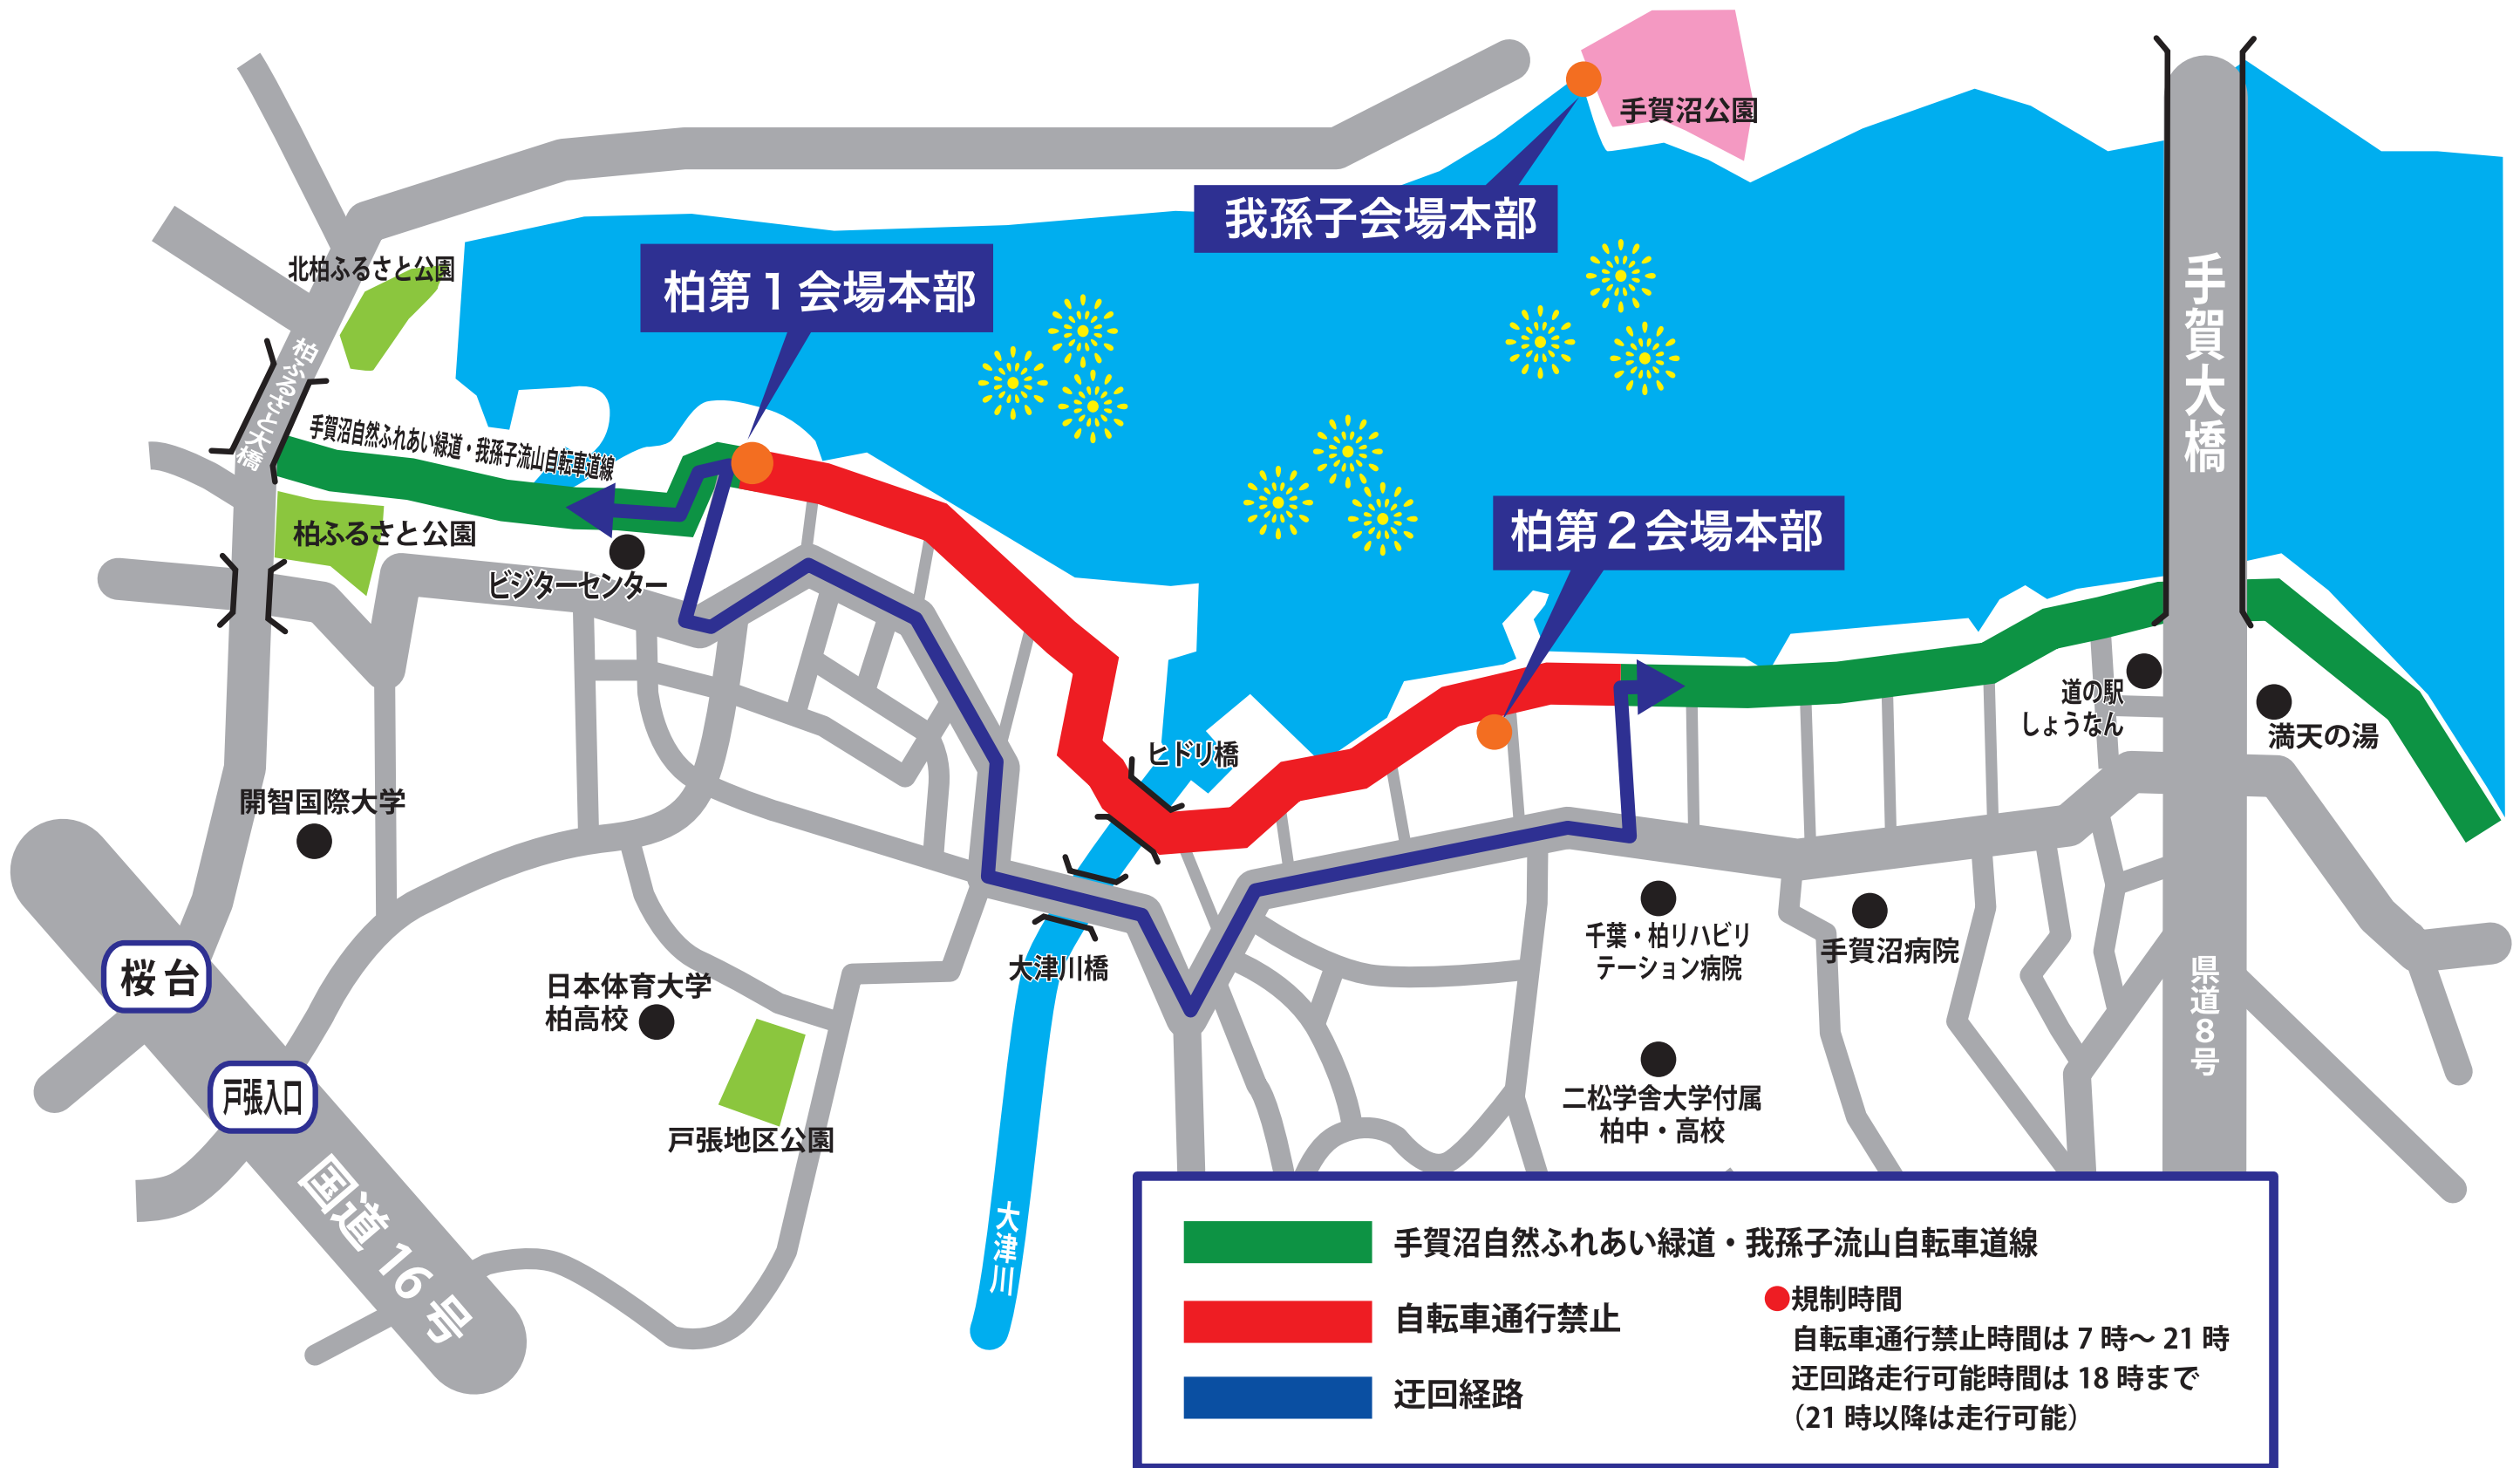 手賀沼公園
我孫子会場本部
柏第１会場本部
北柏ふるさと公園
手賀大橋
柏ふるさと大橋
手賀沼自然ふれあい緑道・我孫子流山自転車道線
柏ふるさと公園
ビジターセンター
柏第２会場本部
道の駅
しょうなん
満天の湯
ヒドリ橋
開智国際大学
千葉・柏リハビリ
テーション病院
手賀沼病院
大津川橋
桜台
日本体育大学
柏高校
県道8号
戸張入口
戸張地区公園
二松学舎大学付属
柏中・高校
国道16号
大津川
手賀沼自然ふれあい緑道・我孫子流山自転車道線
自転車通行禁止
迂回経路
規制時間
自転車通行禁止時間は 7 時～ 21 時
迂回路走行可能時間は 18 時まで
（21 時以降は走行可能）